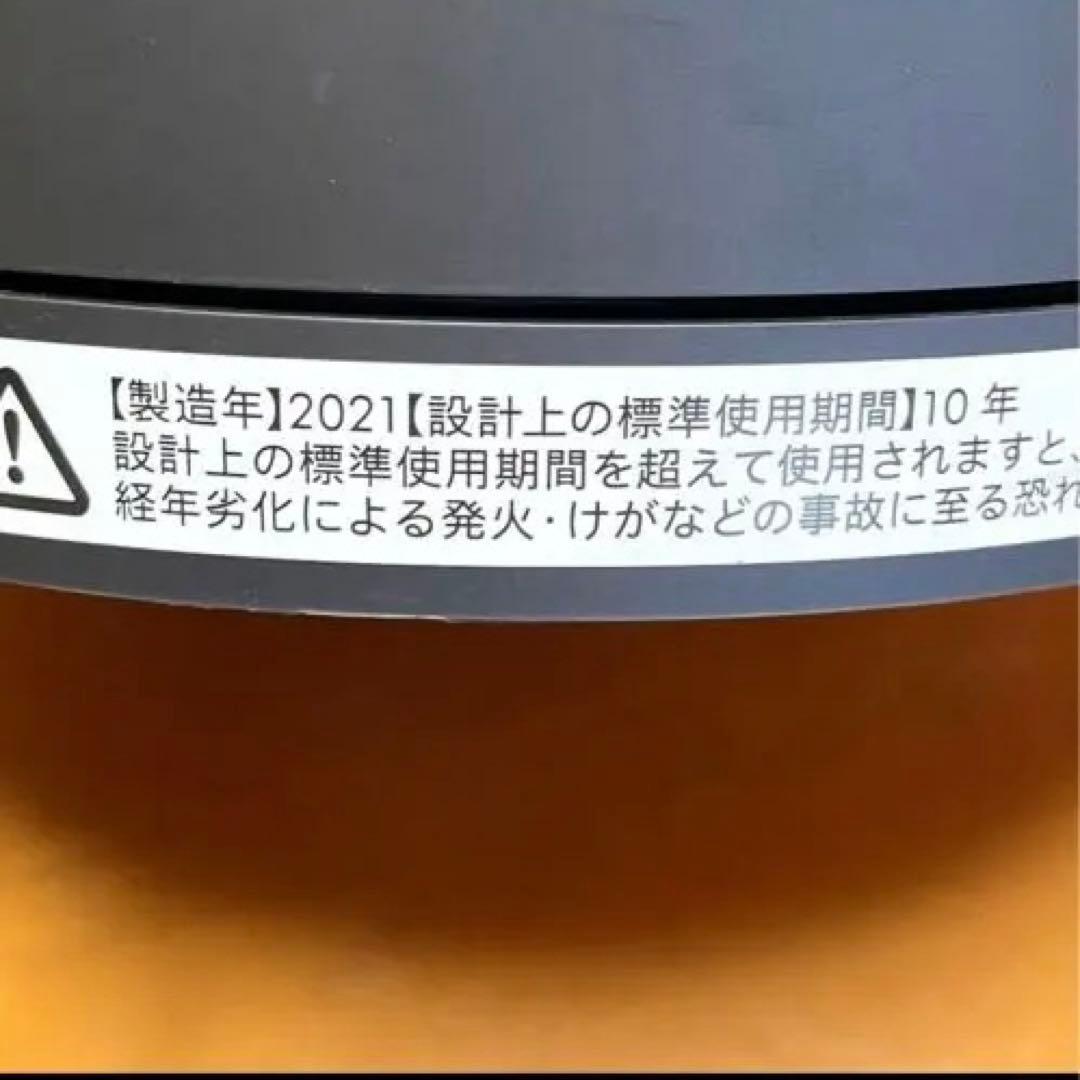 【製造年】2021【設計上の標準使用期間】10年
設計上の標準使用期間を超えて使用されますと、
経年劣化による発火・けがなどの事故に至る恐れ